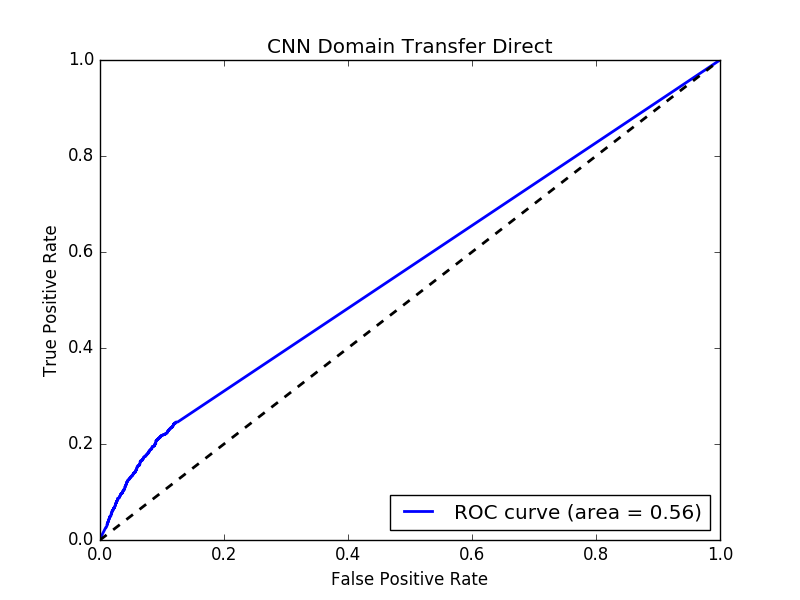 CNN Domain Transfer Direct
1.0
0.8
0.6
0.4
0.2
0.0
True Positive Rate
ROC curve (area = 0.56)
0.0 0.2 0.4 0.6 0.8 1.0
False Positive Rate